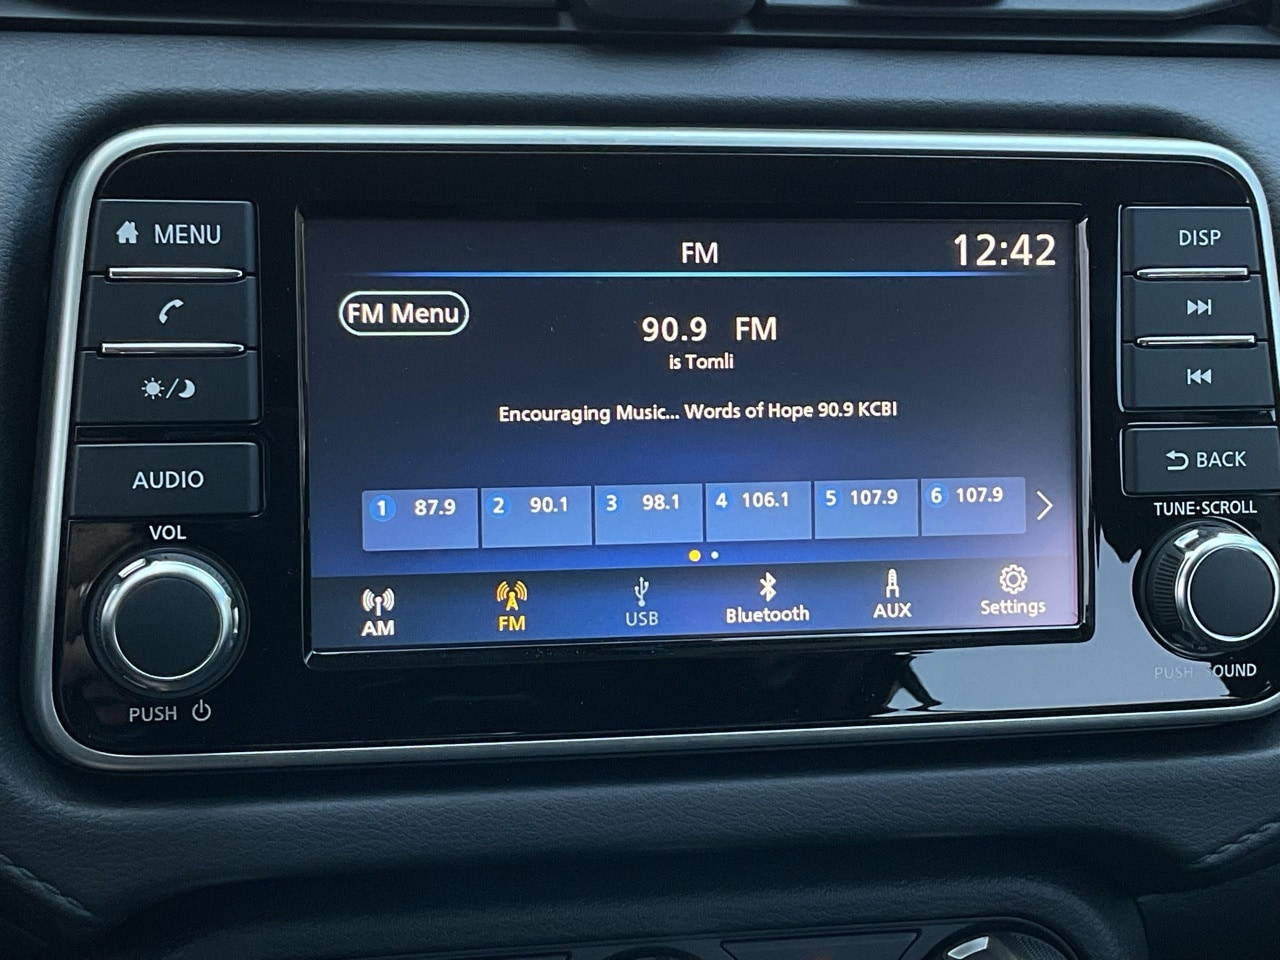 MENU
AUDIO
VOL
PUSH
FM
12:42
FM Menu
90.9 FM
is Tomli
Encouraging Music... Words of Hope 90.9 KCBI
1 87.9
2 90.1
3 98.1
4 106.1
5 107.9
6 107.9
AM
FM
USB
Bluetooth
AUX
Settings
DISP
BACK
TUNE·SCROLL
PUSH SOUND